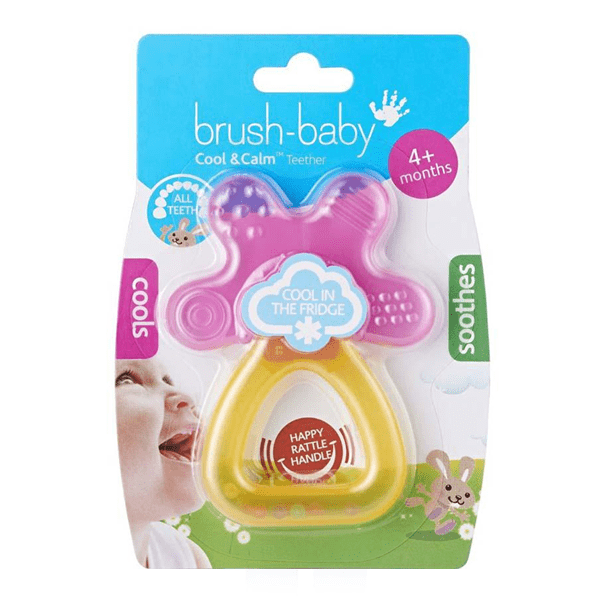 brush-baby
Cool & Calm™ Teether
4+
months
ALL
TEETH
COOL IN
THE FRIDGE
cools
soothes
HAPPY
RATTLE
HANDLE